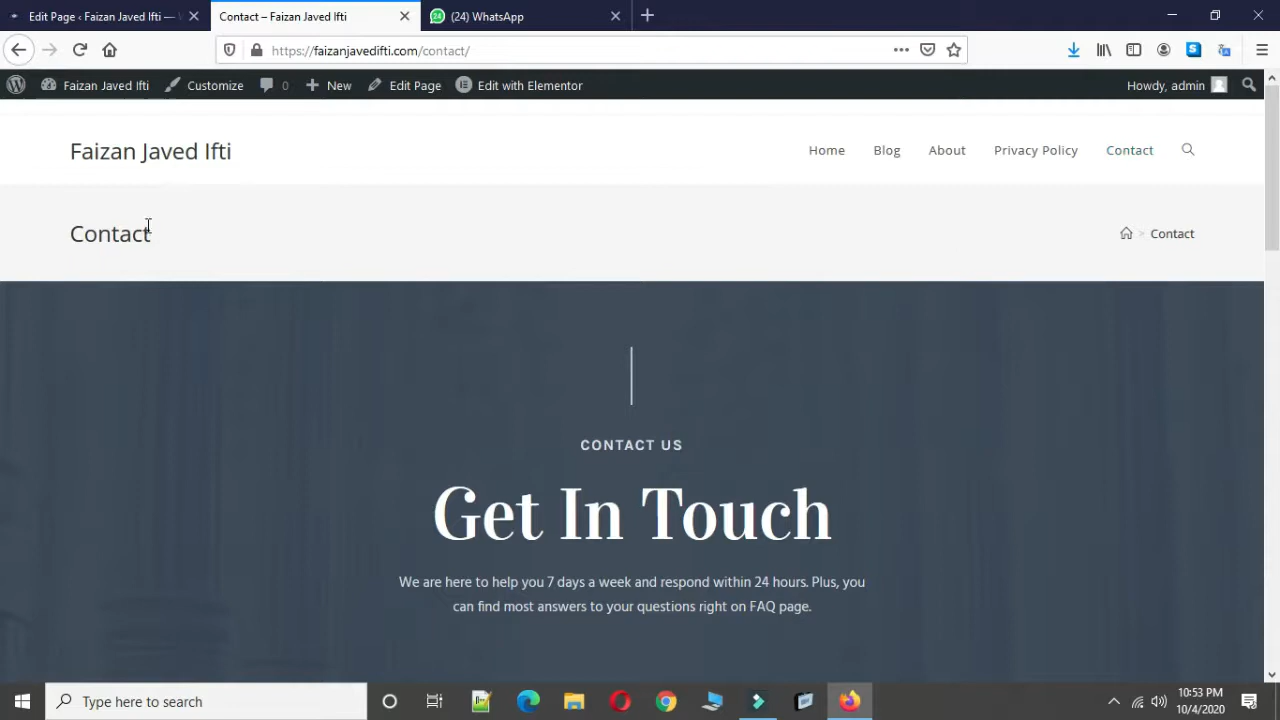 Edit Page ‹ Faizan Javed Ifti —
Contact – Faizan Javed Ifti
(24) WhatsApp
https://faizanjavedifti.com/contact/
Faizan Javed Ifti
Customize
0
New
Edit Page
Edit with Elementor
Howdy, admin
Faizan Javed Ifti
Home
Blog
About
Privacy Policy
Contact
Contact
> Contact
CONTACT US
Get In Touch
We are here to help you 7 days a week and respond within 24 hours. Plus, you
can find most answers to your questions right on FAQ page.
Type here to search
10:53 PM
10/4/2020